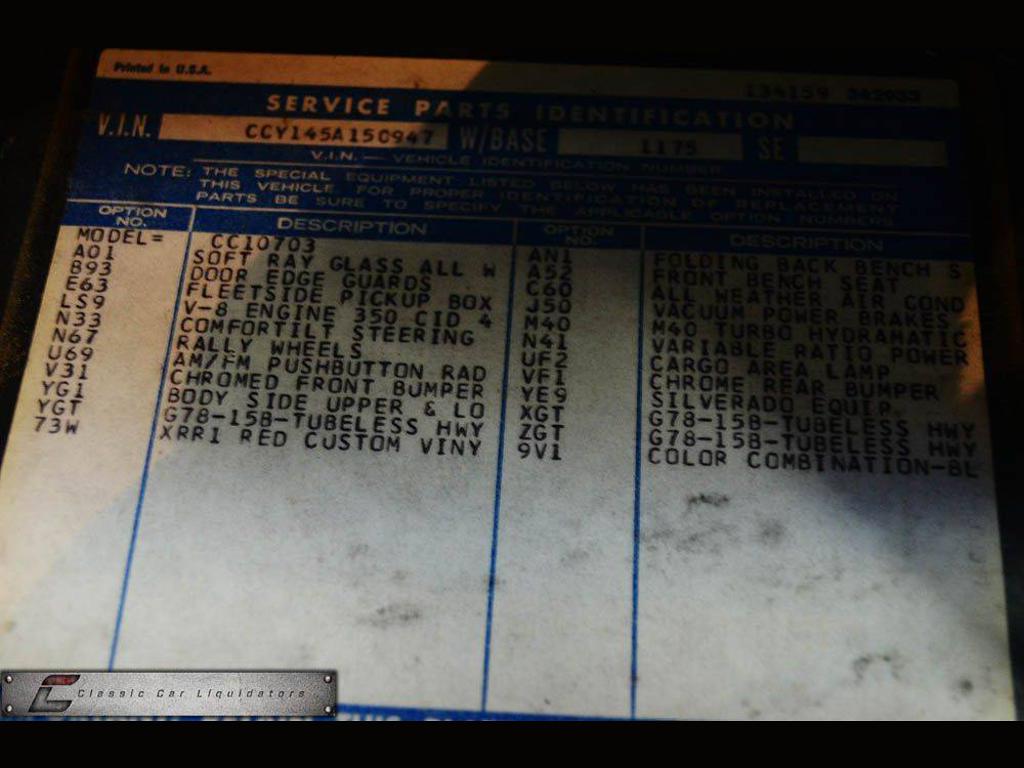 Printed in U.S.A.
134159 342033
SERVICE PARTS IDENTIFICATION
V.I.N. CCY145A150947 W/BASE 1175 SE
V.I.N. — VEHICLE IDENTIFICATION NUMBER
NOTE: THE SPECIAL EQUIPMENT LISTED BELOW HAS BEEN INSTALLED ON
THIS VEHICLE. FOR PROPER IDENTIFICATION OF REPLACEMENT
PARTS BE SURE TO SPECIFY THE APPLICABLE OPTION NUMBERS.
OPTION NO. DESCRIPTION OPTION NO. DESCRIPTION
MODEL= CC10703
A01 SOFT RAY GLASS ALL W AN1 FOLDING BACK BENCH S
B93 DOOR EDGE GUARDS A52 FRONT BENCH SEAT
E63 FLEETSIDE PICKUP BOX C60 ALL WEATHER AIR COND
LS9 V-8 ENGINE 350 CID 4 J50 VACUUM POWER BRAKES
N33 COMFORTILT STEERING M40 M40 TURBO HYDRAMATIC
N67 RALLY WHEELS N41 VARIABLE RATIO POWER
U69 AM/FM PUSHBUTTON RAD UF2 CARGO AREA LAMP
V31 CHROMED FRONT BUMPER VF1 CHROME REAR BUMPER
YG1 BODY SIDE UPPER & LO YE9 SILVERADO EQUIP
YGT G78-15B-TUBELESS HWY XGT G78-15B-TUBELESS HWY
73W XRR1 RED CUSTOM VINY ZGT G78-15B-TUBELESS HWY
9V1 COLOR COMBINATION-BL
Classic Car Liquidators